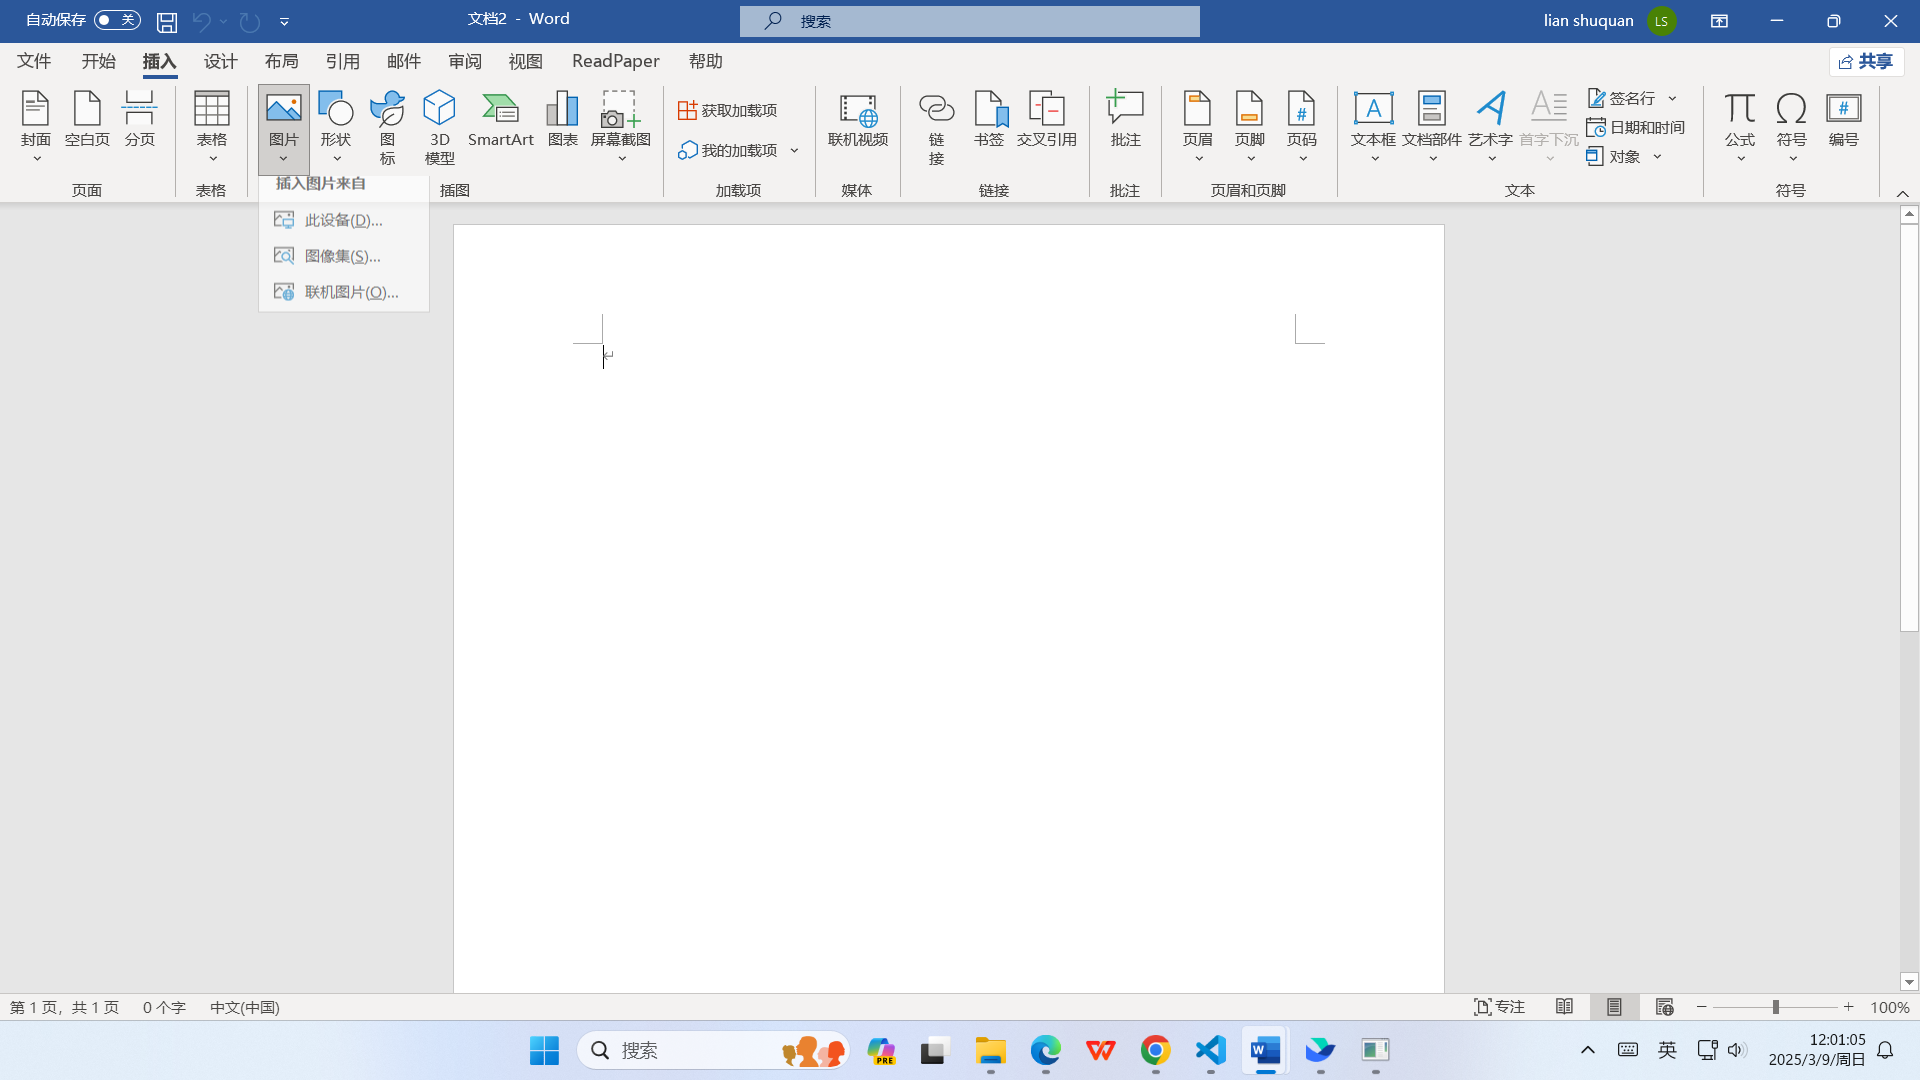 自动保存 关 文档2 - Word 搜索 lian shuquan LS
文件 开始 插入 设计 布局 引用 邮件 审阅 视图 ReadPaper 帮助 共享
封面 空白页 分页 表格 图片 形状 图标 3D 模型 SmartArt 图表 屏幕截图
获取加载项
我的加载项
联机视频 链接 书签 交叉引用 批注 页眉 页脚 页码 文本框 文档部件 艺术字 首字下沉
签名行
日期和时间
对象
公式 符号 编号
页面 表格 插图 加载项 媒体 链接 批注 页眉和页脚 文本 符号
插入图片来自
此设备(D)...
图像集(S)...
联机图片(O)...
第 1 页，共 1 页 0 个字 中文(中国) 专注 100%
搜索 PRE 英 12:01:05
2025/3/9/周日